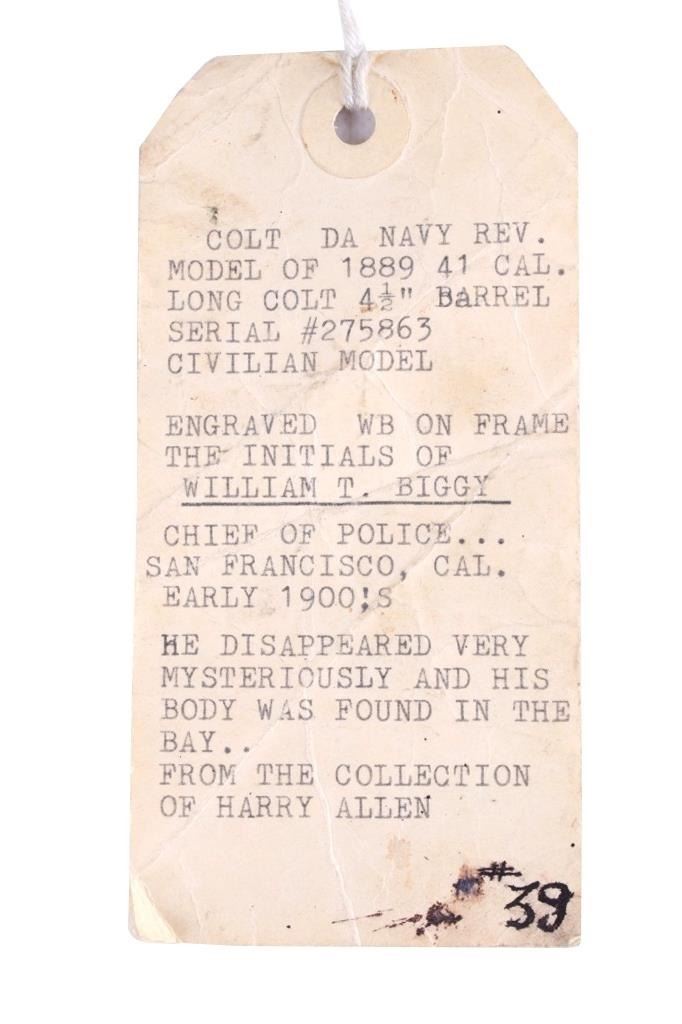 COLT DA NAVY REV.
MODEL OF 1889 41 CAL.
LONG COLT 4½" BaRREL
SERIAL #275863
CIVILIAN MODEL
ENGRAVED WB ON FRAME
THE INITIALS OF
WILLIAM T. BIGGY
CHIEF OF POLICE...
SAN FRANCISCO, CAL.
EARLY 1900!S
HE DISAPPEARED VERY
MYSTERIOUSLY AND HIS
BODY WAS FOUND IN THE
BAY..
FROM THE COLLECTION
OF HARRY ALLEN
#
39